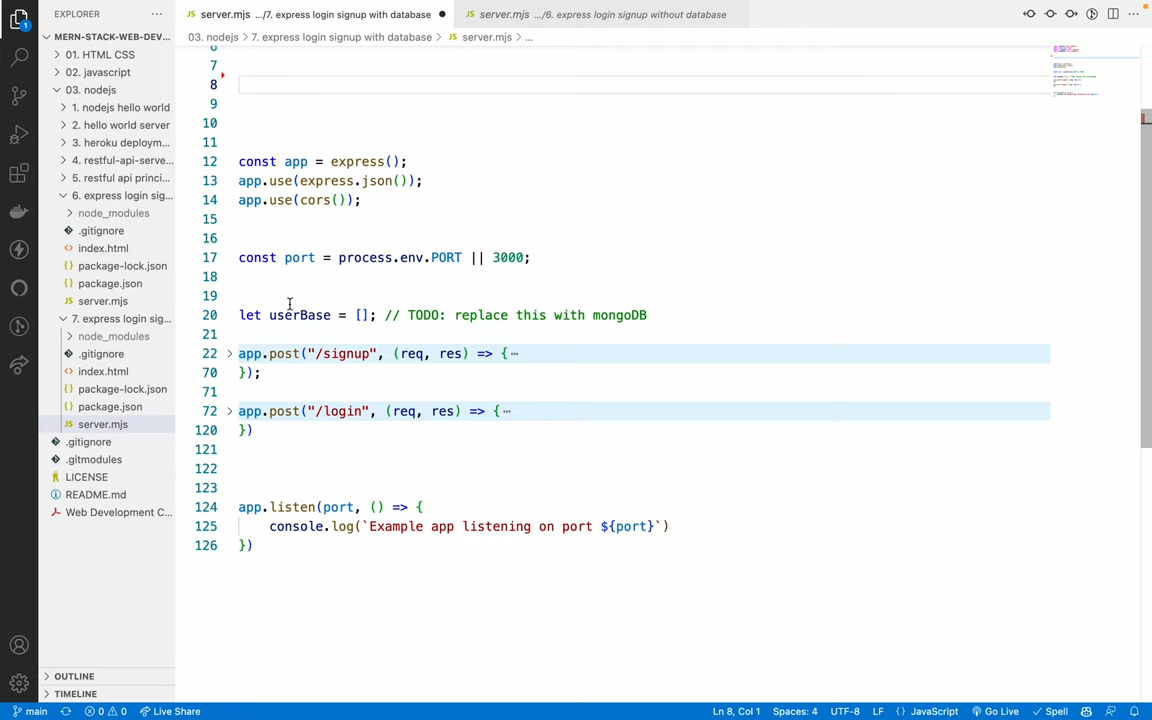 EXPLORER
MERN-STACK-WEB-DEV...
01. HTML CSS
02. javascript
03. nodejs
1. nodejs hello world
2. hello world server
3. heroku deploym...
4. restful-api-serve...
5. restful api princi...
6. express login sig...
node_modules
.gitignore
index.html
package-lock.json
package.json
JS server.mjs
7. express login sig...
node_modules
.gitignore
index.html
package-lock.json
package.json
JS server.mjs
.gitignore
.gitmodules
LICENSE
README.md
Web Development C...
OUTLINE
TIMELINE
JS server.mjs .../7. express login signup with database
JS server.mjs .../6. express login signup without database
03. nodejs > 7. express login signup with database > JS server.mjs > ...
6
7
8
9
10
11
12 const app = express();
13 app.use(express.json());
14 app.use(cors());
15
16
17 const port = process.env.PORT || 3000;
18
19
20 let userBase = []; // TODO: replace this with mongoDB
21
22 app.post("/signup", (req, res) => {⋯
70 });
71
72 app.post("/login", (req, res) => {⋯
120 })
121
122
123
124 app.listen(port, () => {
125 console.log(`Example app listening on port ${port}`)
126 })
main 0 0 Live Share Ln 8, Col 1 Spaces: 4 UTF-8 LF {} JavaScript Go Live Spell